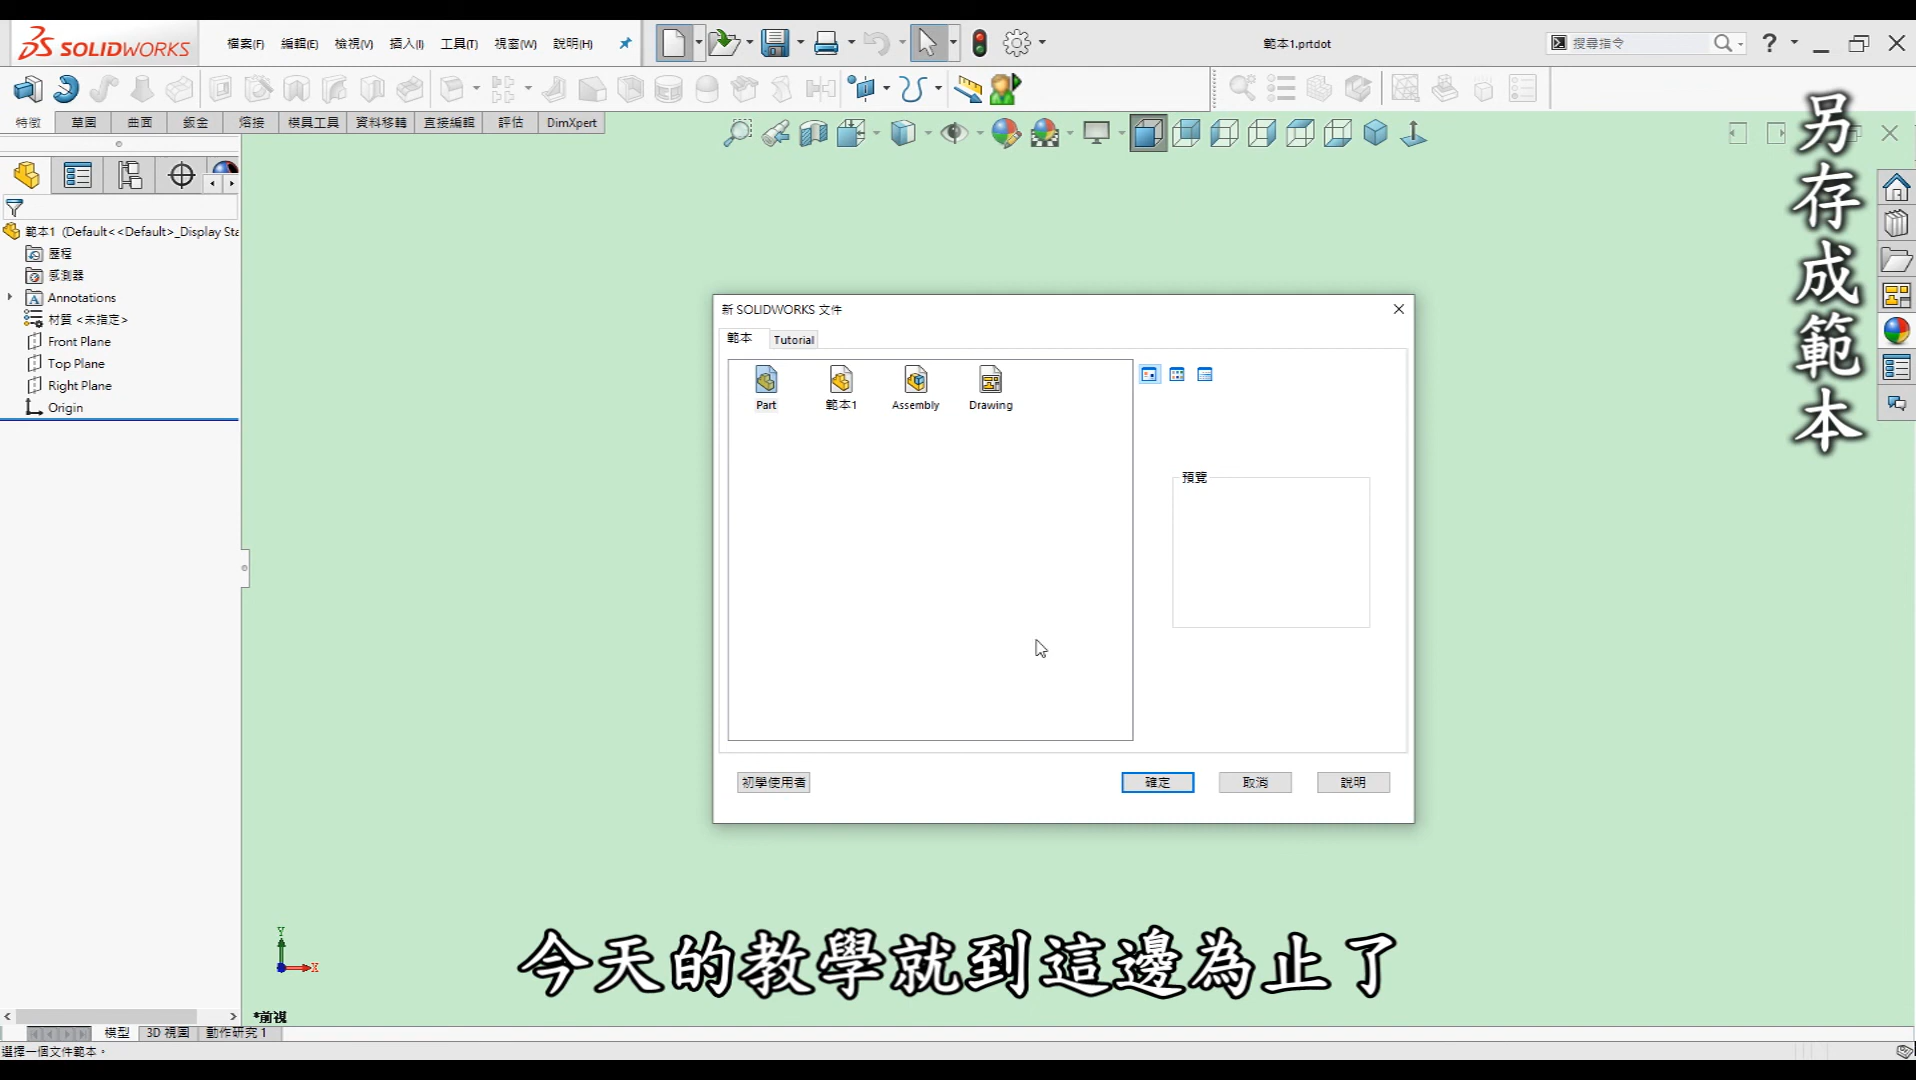 SOLIDWORKS
檔案(F)
編輯(E)
檢視(V)
插入(I)
工具(T)
視窗(W)
說明(H)
範本1.prtdot
搜尋指令
特徵
草圖
曲面
鈑金
熔接
模具工具
資料移轉
直接編輯
評估
DimXpert
範本1 (Default<<Default>_Display Sta
歷程
感測器
Annotations
材質 <未指定>
Front Plane
Top Plane
Right Plane
Origin
新 SOLIDWORKS 文件
範本
Tutorial
Part
範本1
Assembly
Drawing
預覽
初學使用者
確定
取消
說明
另存成範本
今天的教學就到這邊為止了
Y
X
*前視
模型
3D 視圖
動作研究 1
選擇一個文件範本。